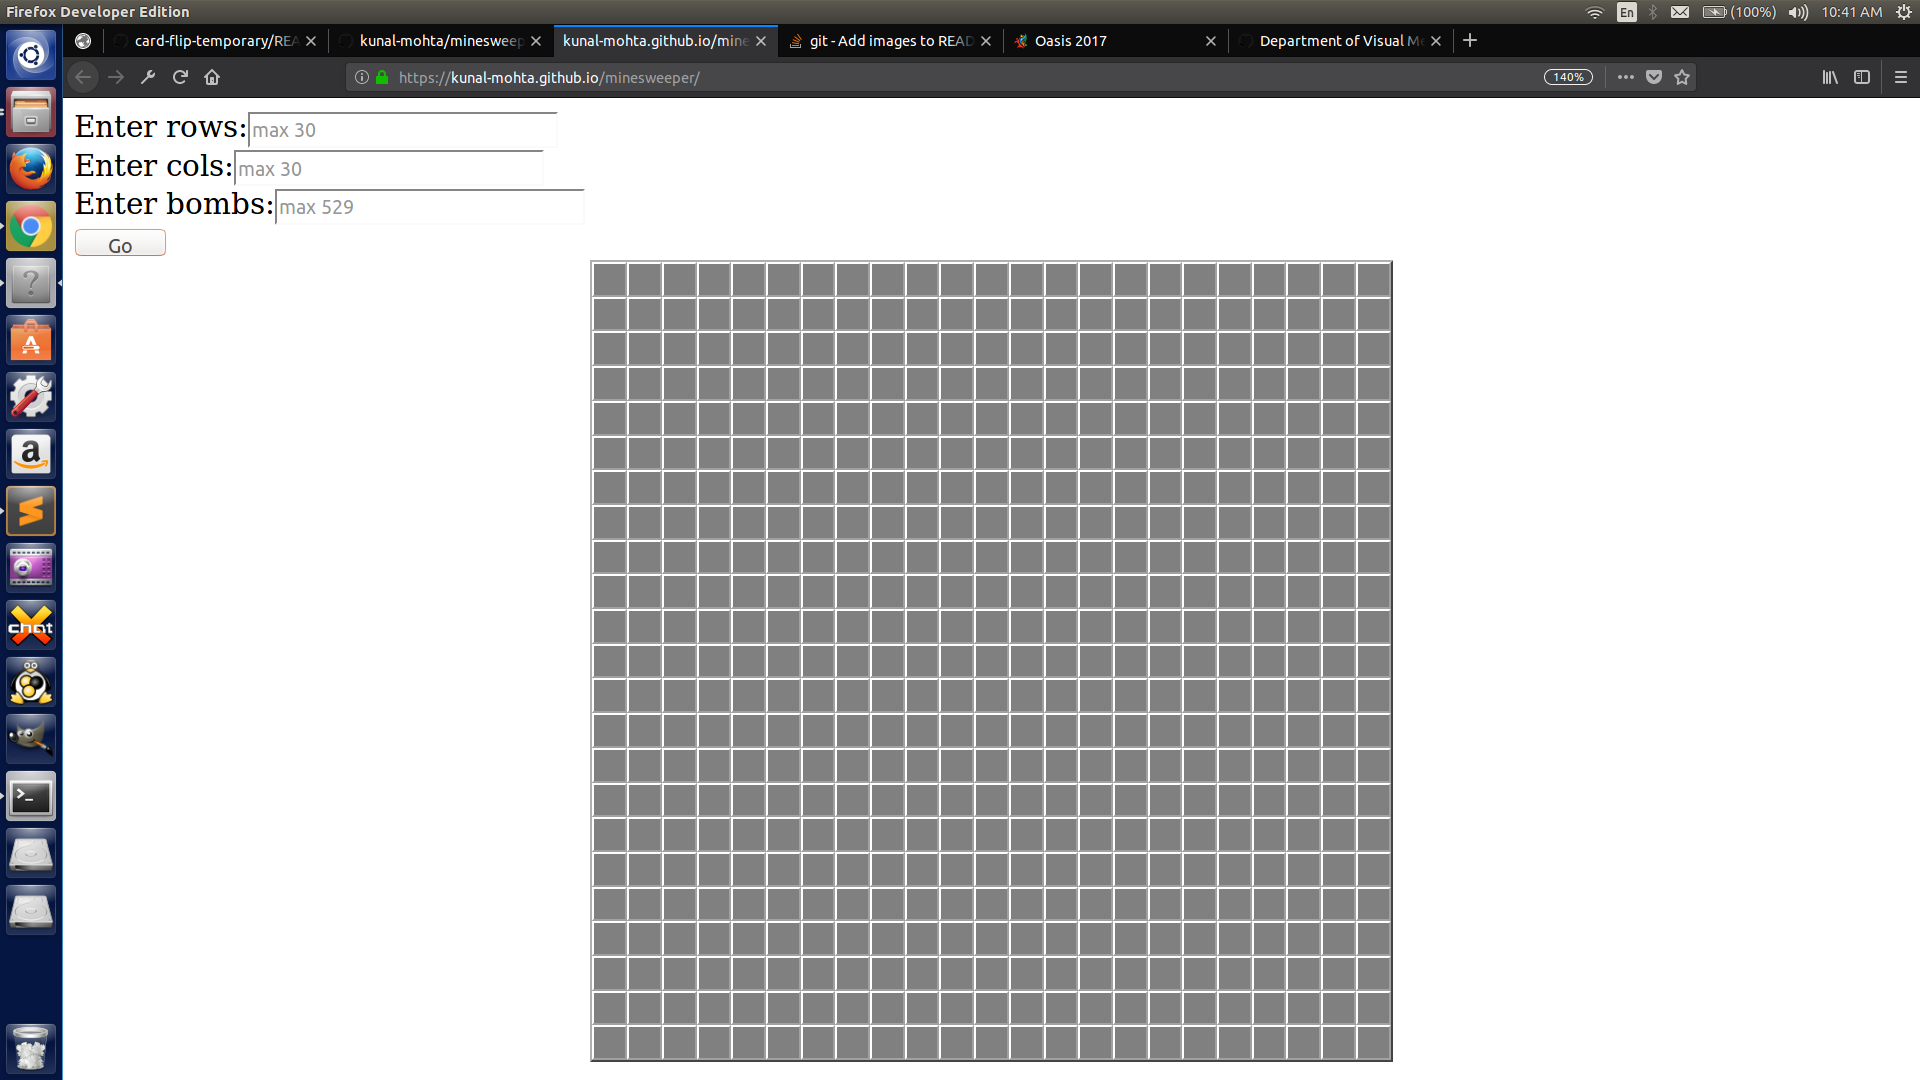 Firefox Developer Edition
En
(100%)
10:41 AM
card-flip-temporary/REA
kunal-mohta/minesweep
kunal-mohta.github.io/mine
git - Add images to READ
Oasis 2017
Department of Visual Me
https://kunal-mohta.github.io/minesweeper/
140%
Enter rows: max 30
Enter cols: max 30
Enter bombs: max 529
Go
a
chat